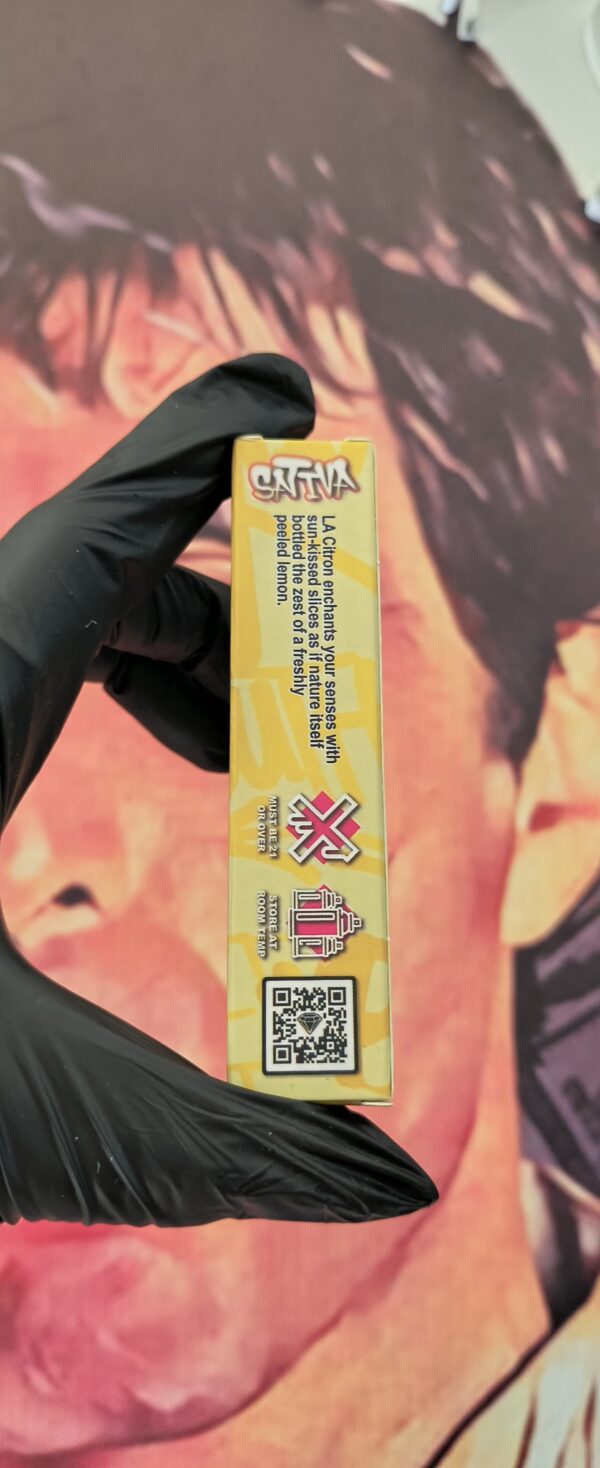 SATIVA
LA Citron enchants your senses with
sun-kissed slices as if nature itself
bottled the zest of a freshly
peeled lemon.
MUST BE 21
OR OVER
STORE AT
ROOM TEMP